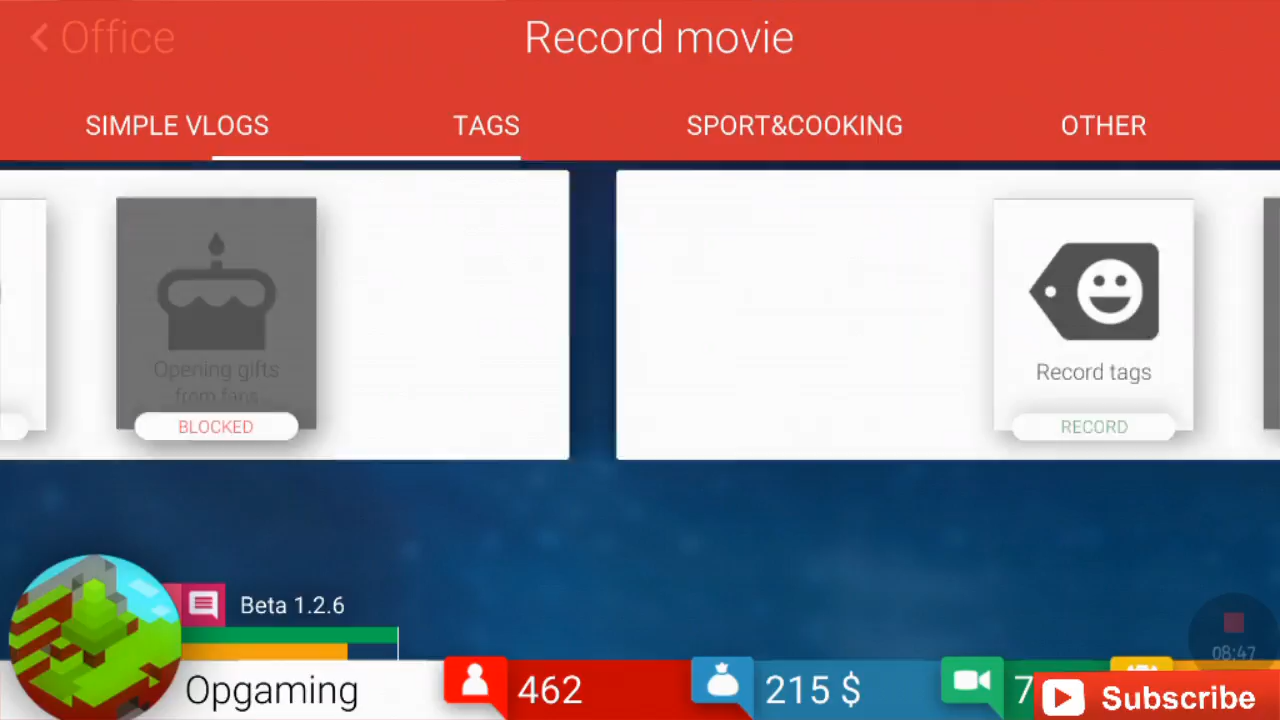 Office
Record movie
SIMPLE VLOGS
TAGS
SPORT&COOKING
OTHER
Opening gifts
from fans
BLOCKED
Record tags
RECORD
Beta 1.2.6
08:47
Opgaming
462
215 $
7
Subscribe